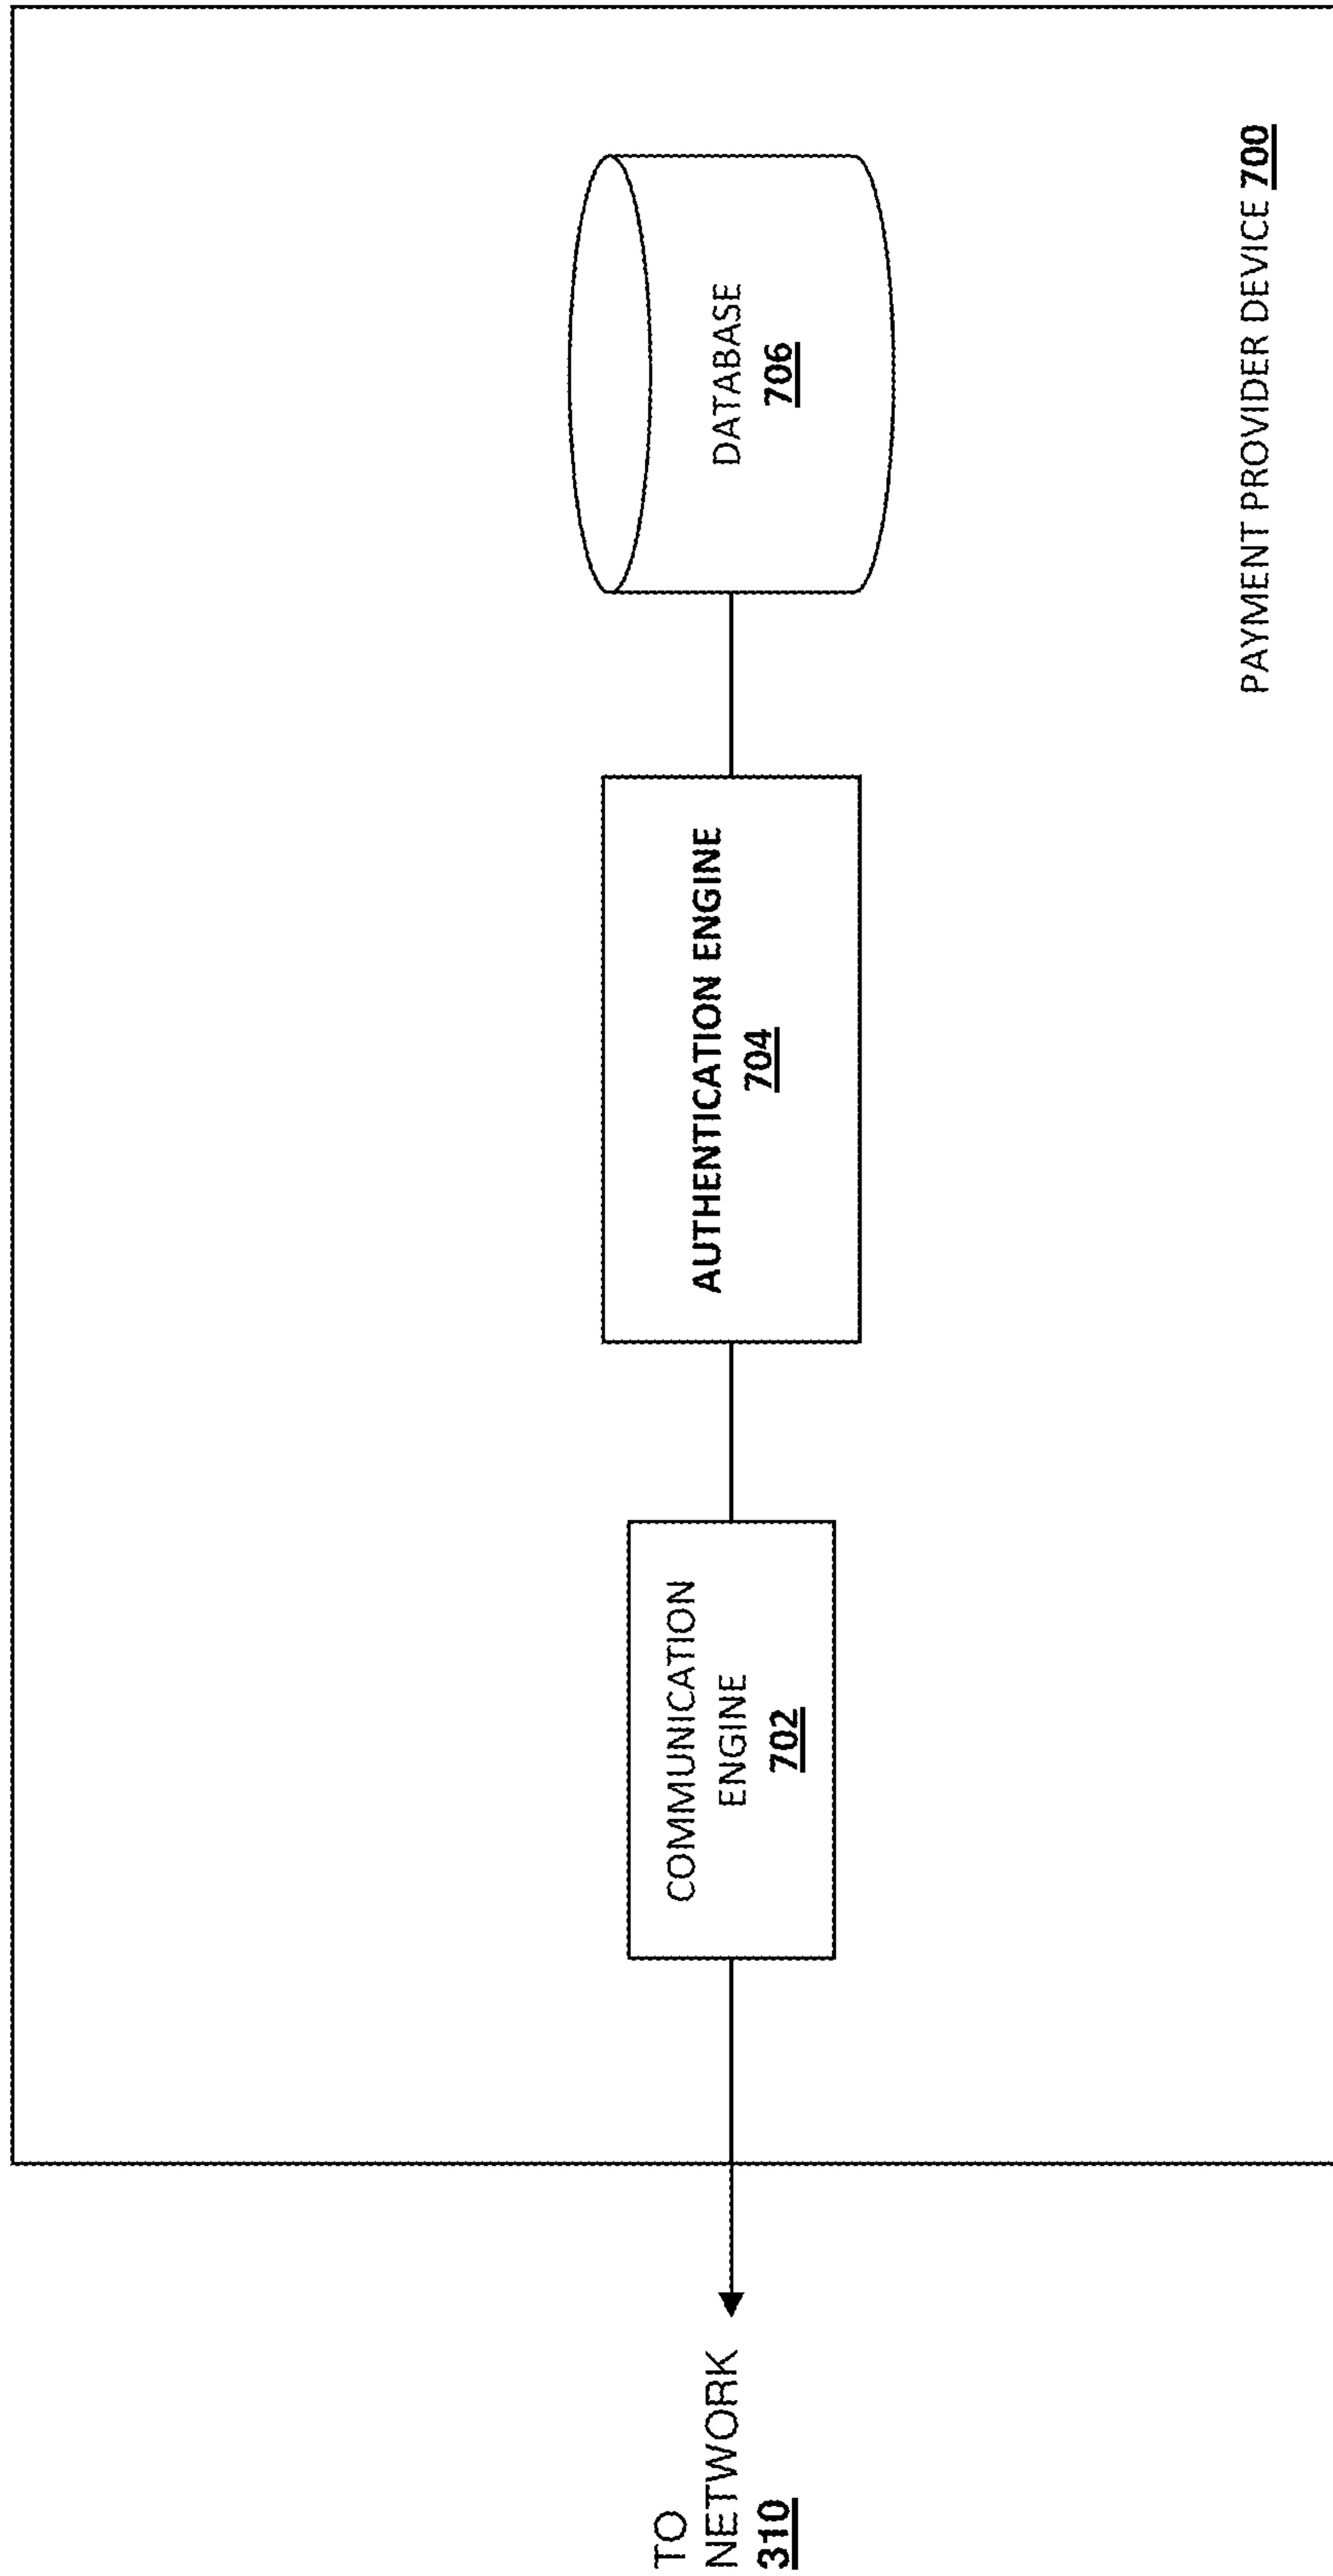 TO
NETWORK
310
COMMUNICATION
ENGINE
702
AUTHENTICATION ENGINE
704
DATABASE
706
PAYMENT PROVIDER DEVICE 700